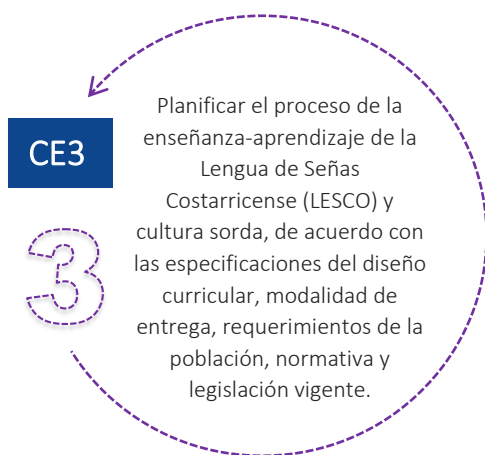 CE3
3
Planificar el proceso de la
enseñanza-aprendizaje de la
Lengua de Señas
Costarricense (LESCO) y
cultura sorda, de acuerdo con
las especificaciones del diseño
curricular, modalidad de
entrega, requerimientos de la
población, normativa y
legislación vigente.